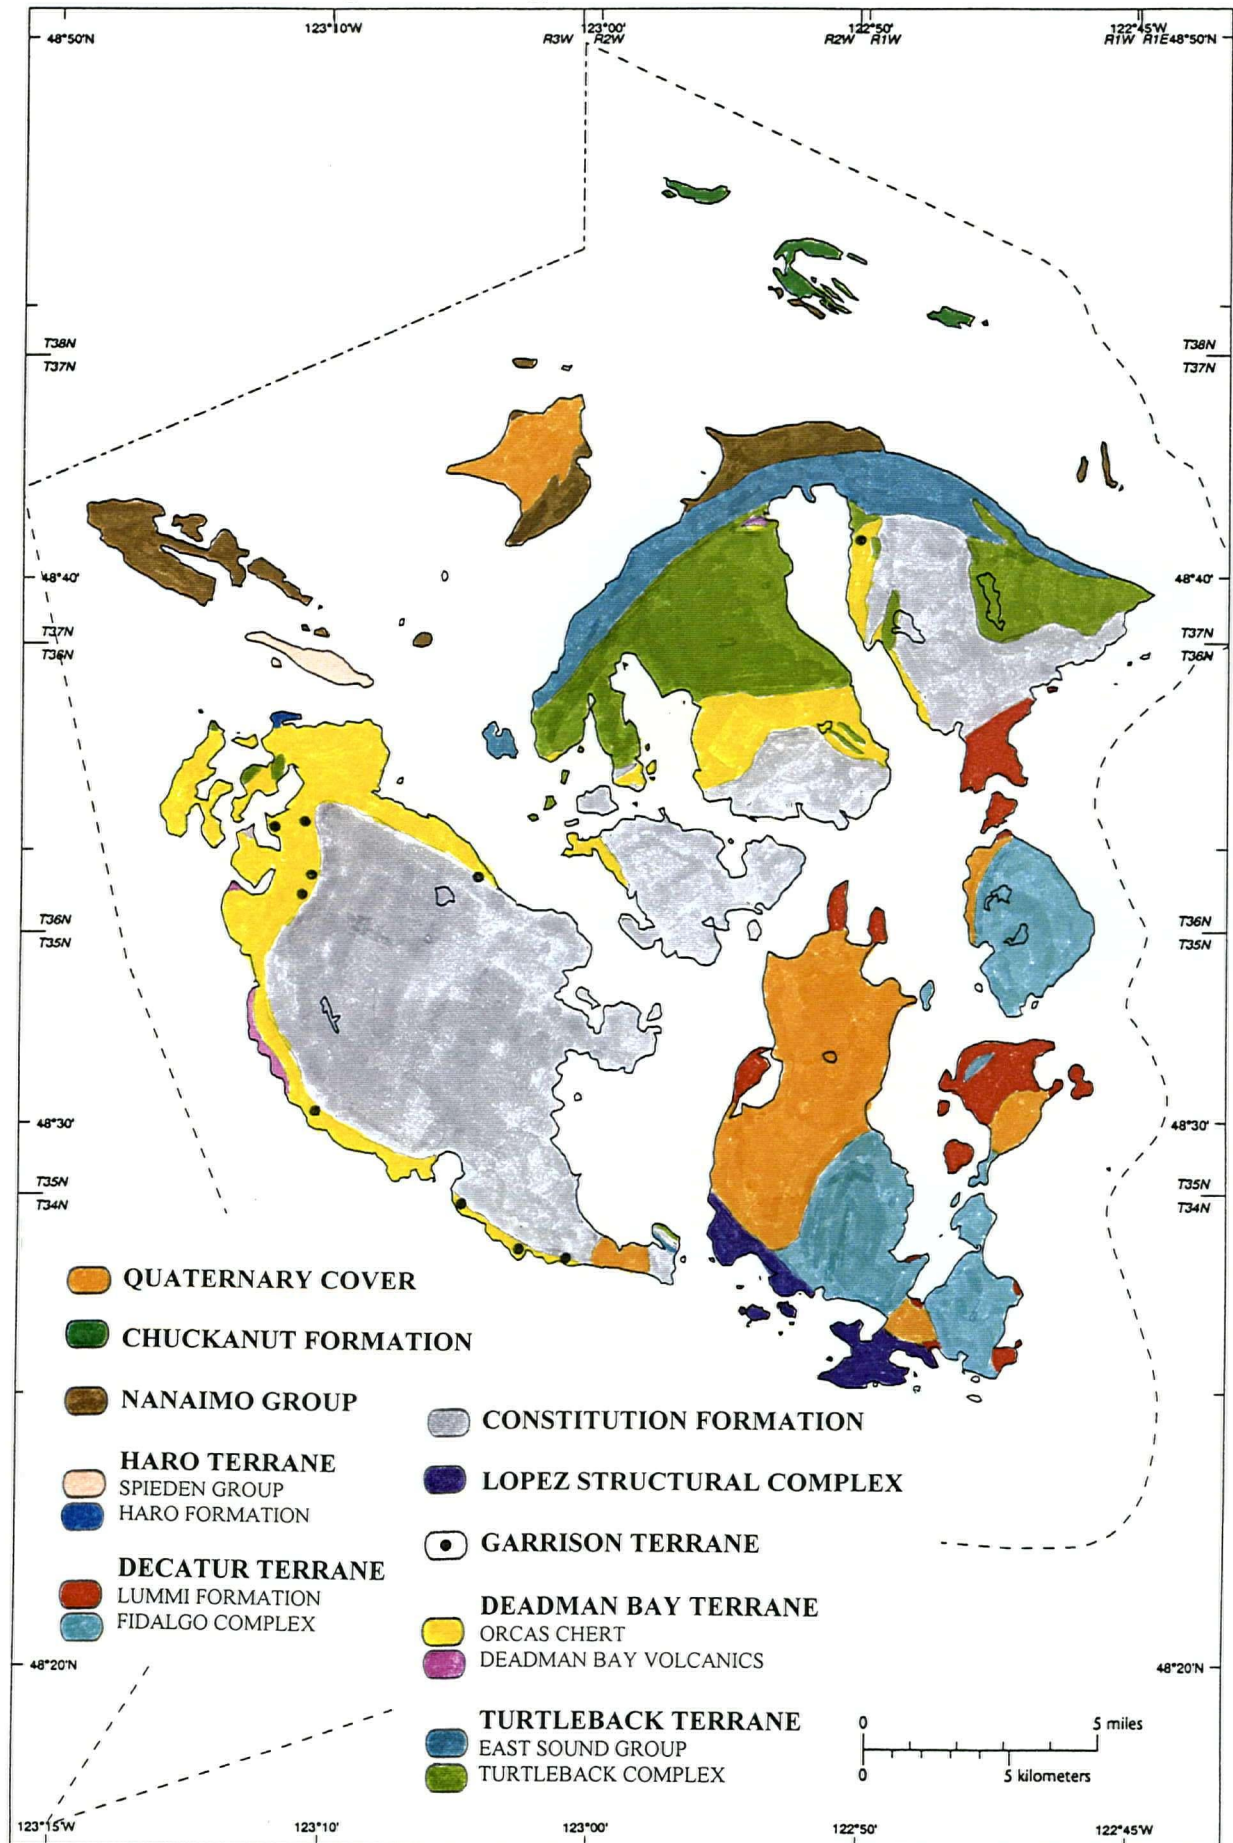 123°10'W 123°00' 122°50' 122°45'W
48°50'N R3W R2W R2W R1W R1W R1E 48°50'N
T38N T38N
T37N T37N
48°40' 48°40'
T37N T37N
T36N T36N
T36N T36N
T35N T35N
48°30' 48°30'
T35N T35N
T34N T34N
QUATERNARY COVER
CHUCKANUT FORMATION
NANAIMO GROUP
HARO TERRANE
SPIEDEN GROUP
HARO FORMATION
DECATUR TERRANE
LUMMI FORMATION
FIDALGO COMPLEX
CONSTITUTION FORMATION
LOPEZ STRUCTURAL COMPLEX
GARRISON TERRANE
DEADMAN BAY TERRANE
ORCAS CHERT
DEADMAN BAY VOLCANICS
TURTLEBACK TERRANE
EAST SOUND GROUP
TURTLEBACK COMPLEX
48°20'N 48°20'N
0 5 miles
0 5 kilometers
123°15'W 123°10' 123°00' 122°50' 122°45'W